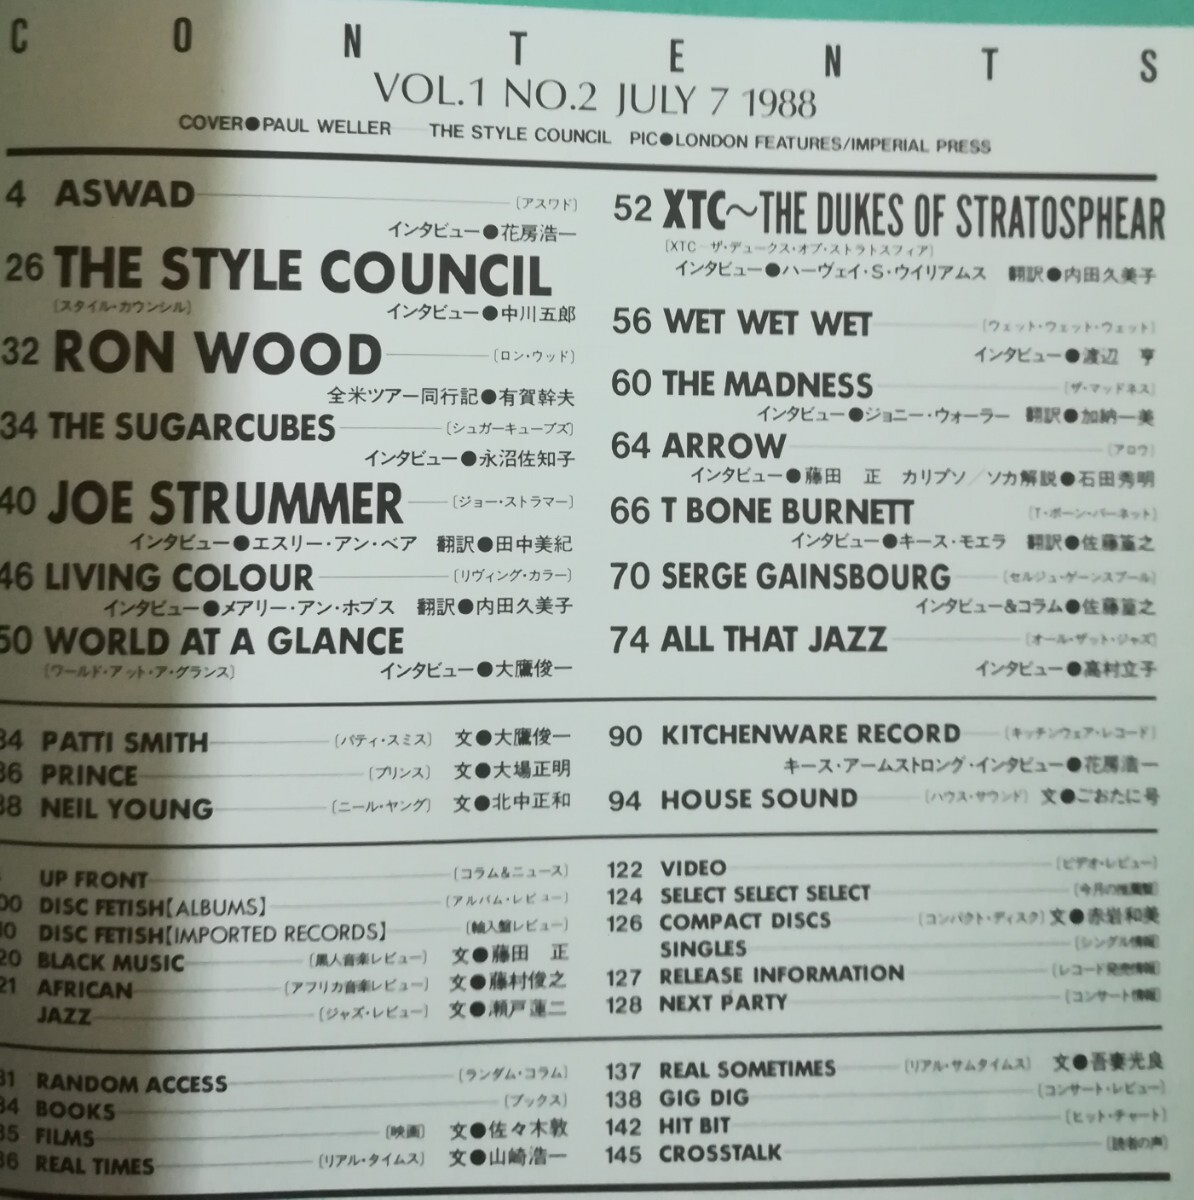 CONTENTS
VOL.1 NO.2 JULY 7 1988
COVER●PAUL WELLER THE STYLE COUNCIL PIC●LONDON FEATURES/IMPERIAL PRESS
4 ASWAD [アスワド]
インタビュー●花房浩一
26 THE STYLE COUNCIL
[スタイル・カウンシル] インタビュー●中川五郎
32 RON WOOD [ロン・ウッド]
全米ツアー同行記●有賀幹夫
34 THE SUGARCUBES [シュガーキューブズ]
インタビュー●永沼佐知子
40 JOE STRUMMER [ジョー・ストラマー]
インタビュー●エスリー・アン・ベア 翻訳●田中美紀
46 LIVING COLOUR [リヴィング・カラー]
インタビュー●メアリー・アン・ホブス 翻訳●内田久美子
50 WORLD AT A GLANCE
[ワールド・アット・ア・グランス] インタビュー●大鷹俊一
52 XTC〜THE DUKES OF STRATOSPHEAR
[XTC—ザ・デュークス・オブ・ストラトスフィア]
インタビュー●ハーヴェイ・S・ウイリアムス 翻訳●内田久美子
56 WET WET WET [ウェット・ウェット・ウェット]
インタビュー●渡辺 亨
60 THE MADNESS [ザ・マッドネス]
インタビュー●ジョニー・ウォーラー 翻訳●加納一美
64 ARROW [アロウ]
インタビュー●藤田 正 カリプソ/ソカ解説●石田秀明
66 T BONE BURNETT [T・ボーン・バーネット]
インタビュー●キース・モエラ 翻訳●佐藤篁之
70 SERGE GAINSBOURG [セルジュ・ゲーンスブール]
インタビュー&コラム●佐藤篁之
74 ALL THAT JAZZ [オール・ザット・ジャズ]
インタビュー●高村立子
84 PATTI SMITH [パティ・スミス] 文●大鷹俊一
86 PRINCE [プリンス] 文●大場正明
88 NEIL YOUNG [ニール・ヤング] 文●北中正和
90 KITCHENWARE RECORD [キッチンウェア・レコード]
キース・アームストロング・インタビュー●花房浩一
94 HOUSE SOUND [ハウス・サウンド] 文●ごおたに号
UP FRONT [コラム&ニュース]
00 DISC FETISH[ALBUMS] [アルバム・レビュー]
10 DISC FETISH[IMPORTED RECORDS] [輸入盤レビュー]
20 BLACK MUSIC [黒人音楽レビュー] 文●藤田 正
21 AFRICAN [アフリカ音楽レビュー] 文●藤村俊之
JAZZ [ジャズ・レビュー] 文●瀬戸蓮二
122 VIDEO [ビデオ・レビュー]
124 SELECT SELECT SELECT [今月の推薦盤]
126 COMPACT DISCS [コンパクト・ディスク] 文●赤岩和美
SINGLES [シングル情報]
127 RELEASE INFORMATION [レコード発売情報]
128 NEXT PARTY [コンサート情報]
31 RANDOM ACCESS [ランダム・コラム]
34 BOOKS [ブックス]
35 FILMS [映画] 文●佐々木敦
36 REAL TIMES [リアル・タイムス] 文●山崎浩一
137 REAL SOMETIMES [リアル・サムタイムス] 文●吾妻光良
138 GIG DIG [コンサート・レビュー]
142 HIT BIT [ヒット・チャート]
145 CROSSTALK [読者の声]